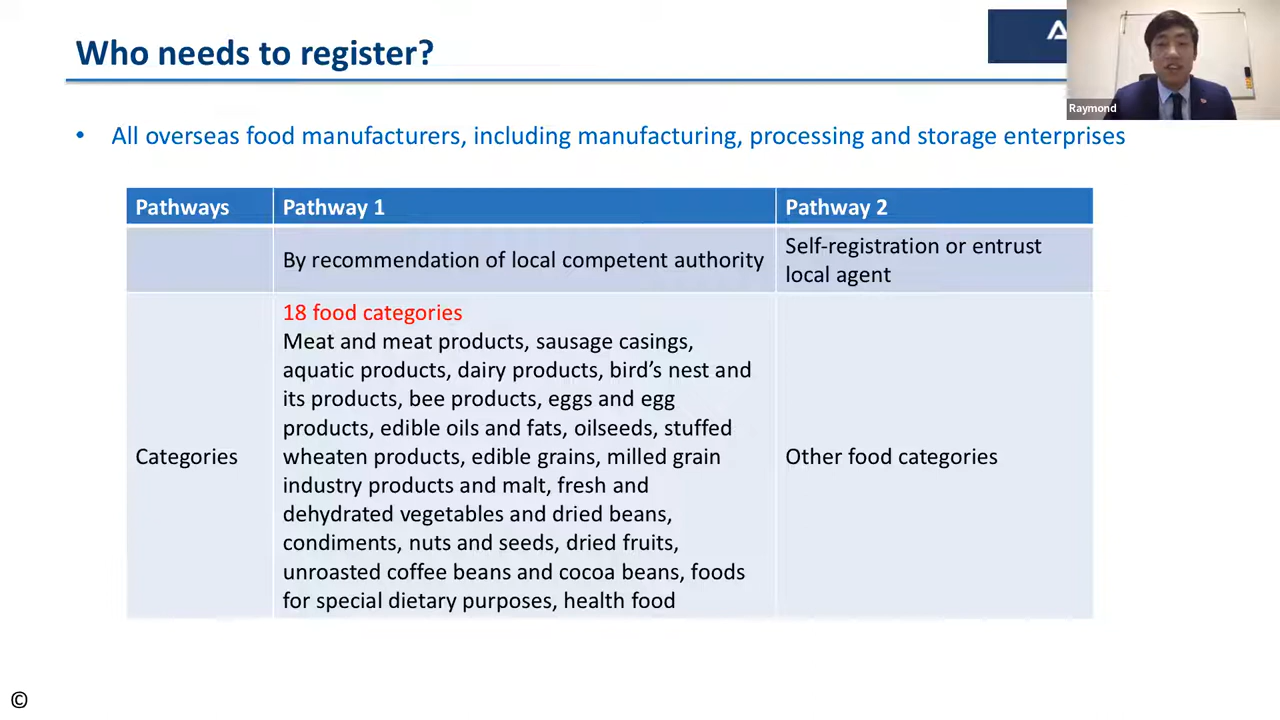 Who needs to register?
A
Raymond
• All overseas food manufacturers, including manufacturing, processing and storage enterprises
Pathways
Pathway 1
Pathway 2
By recommendation of local competent authority
Self-registration or entrust
local agent
Categories
18 food categories
Meat and meat products, sausage casings,
aquatic products, dairy products, bird’s nest and
its products, bee products, eggs and egg
products, edible oils and fats, oilseeds, stuffed
wheaten products, edible grains, milled grain
industry products and malt, fresh and
dehydrated vegetables and dried beans,
condiments, nuts and seeds, dried fruits,
unroasted coffee beans and cocoa beans, foods
for special dietary purposes, health food
Other food categories
©